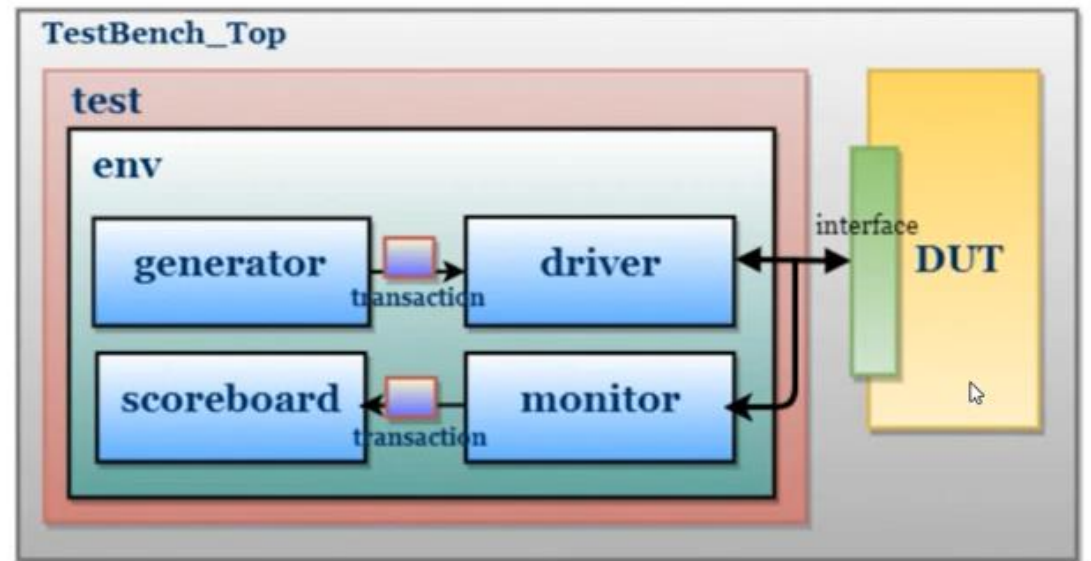 TestBench_Top
test
env
interface
generator
transaction
driver
DUT
scoreboard
transaction
monitor